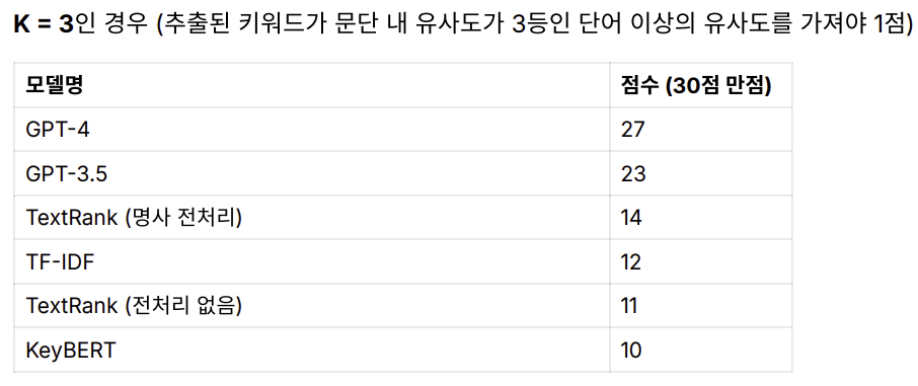 K = 3인 경우 (추출된 키워드가 문단 내 유사도가 3등인 단어 이상의 유사도를 가져야 1점)
모델명 점수 (30점 만점)
GPT-4 27
GPT-3.5 23
TextRank (명사 전처리) 14
TF-IDF 12
TextRank (전처리 없음) 11
KeyBERT 10